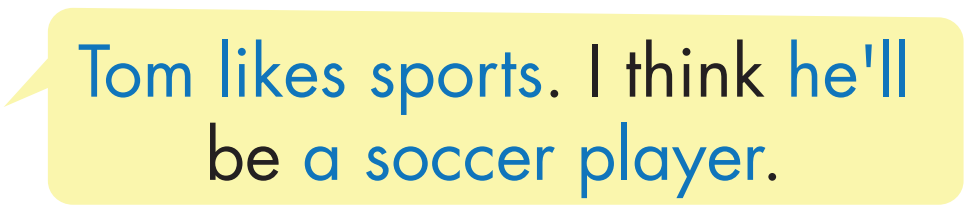 Tom likes sports. I think he'll
be a soccer player.